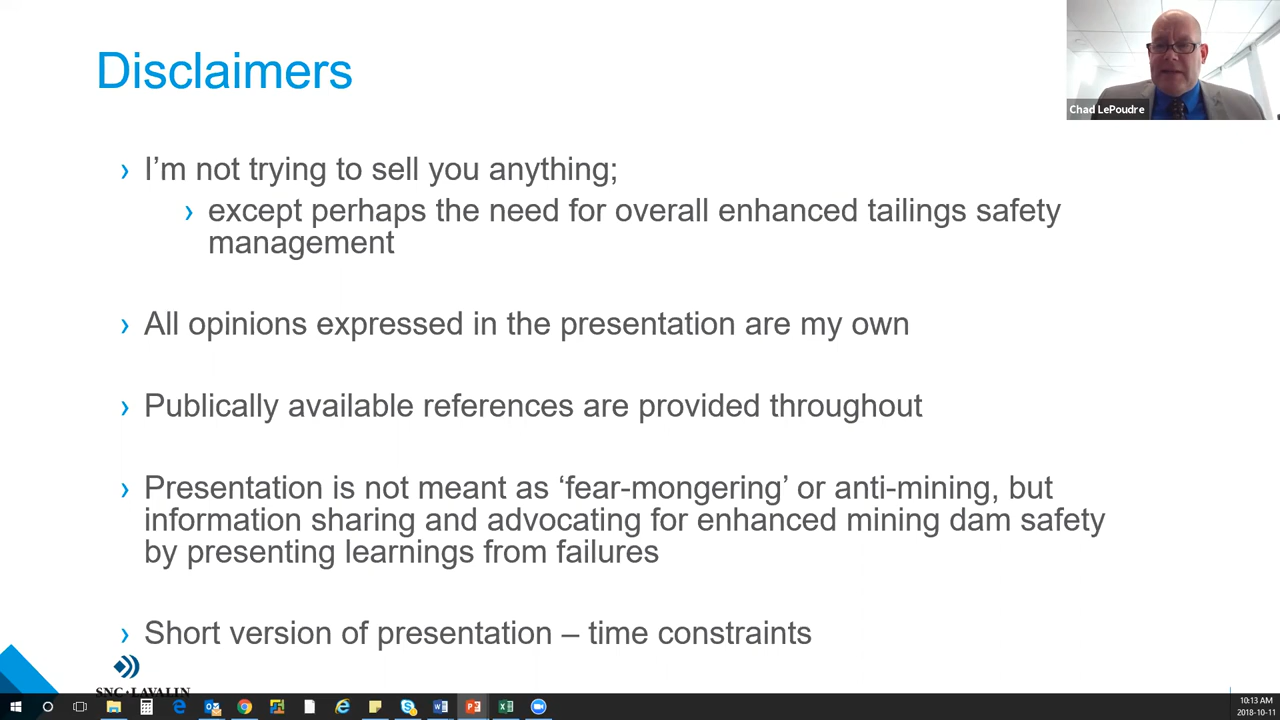 Disclaimers
Chad LePoudre
› I’m not trying to sell you anything;
› except perhaps the need for overall enhanced tailings safety
management
› All opinions expressed in the presentation are my own
› Publically available references are provided throughout
› Presentation is not meant as ‘fear-mongering’ or anti-mining, but
information sharing and advocating for enhanced mining dam safety
by presenting learnings from failures
› Short version of presentation – time constraints
SNC•LAVALIN
10:13 AM
2018-10-11